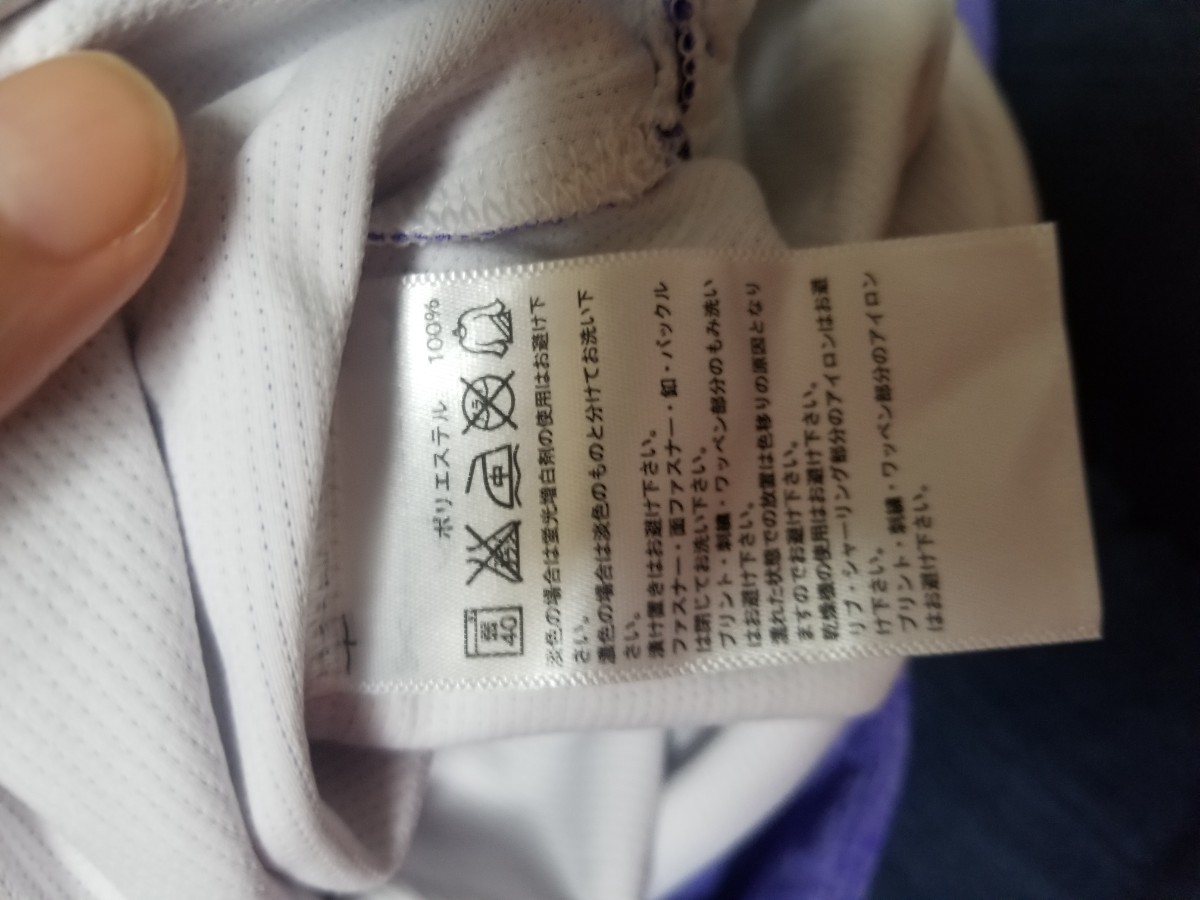 ポリエステル 100%
弱
40
中
ドライ
淡色の場合は蛍光増白剤の使用はお避け下
さい。
濃色の場合は淡色のものと分けてお洗い下
さい。
漬け置きはお避け下さい。
ファスナー・面ファスナー・釦・バックル
は閉じてお洗い下さい。
プリント・刺繍・ワッペン部分のもみ洗い
はお避け下さい。
濡れた状態での放置は色移りの原因となり
ますのでお避け下さい。
乾燥機の使用はお避け下さい。
リブ・シャーリング部分のアイロンはお避
け下さい。
プリント・刺繍・ワッペン部分のアイロン
はお避け下さい。